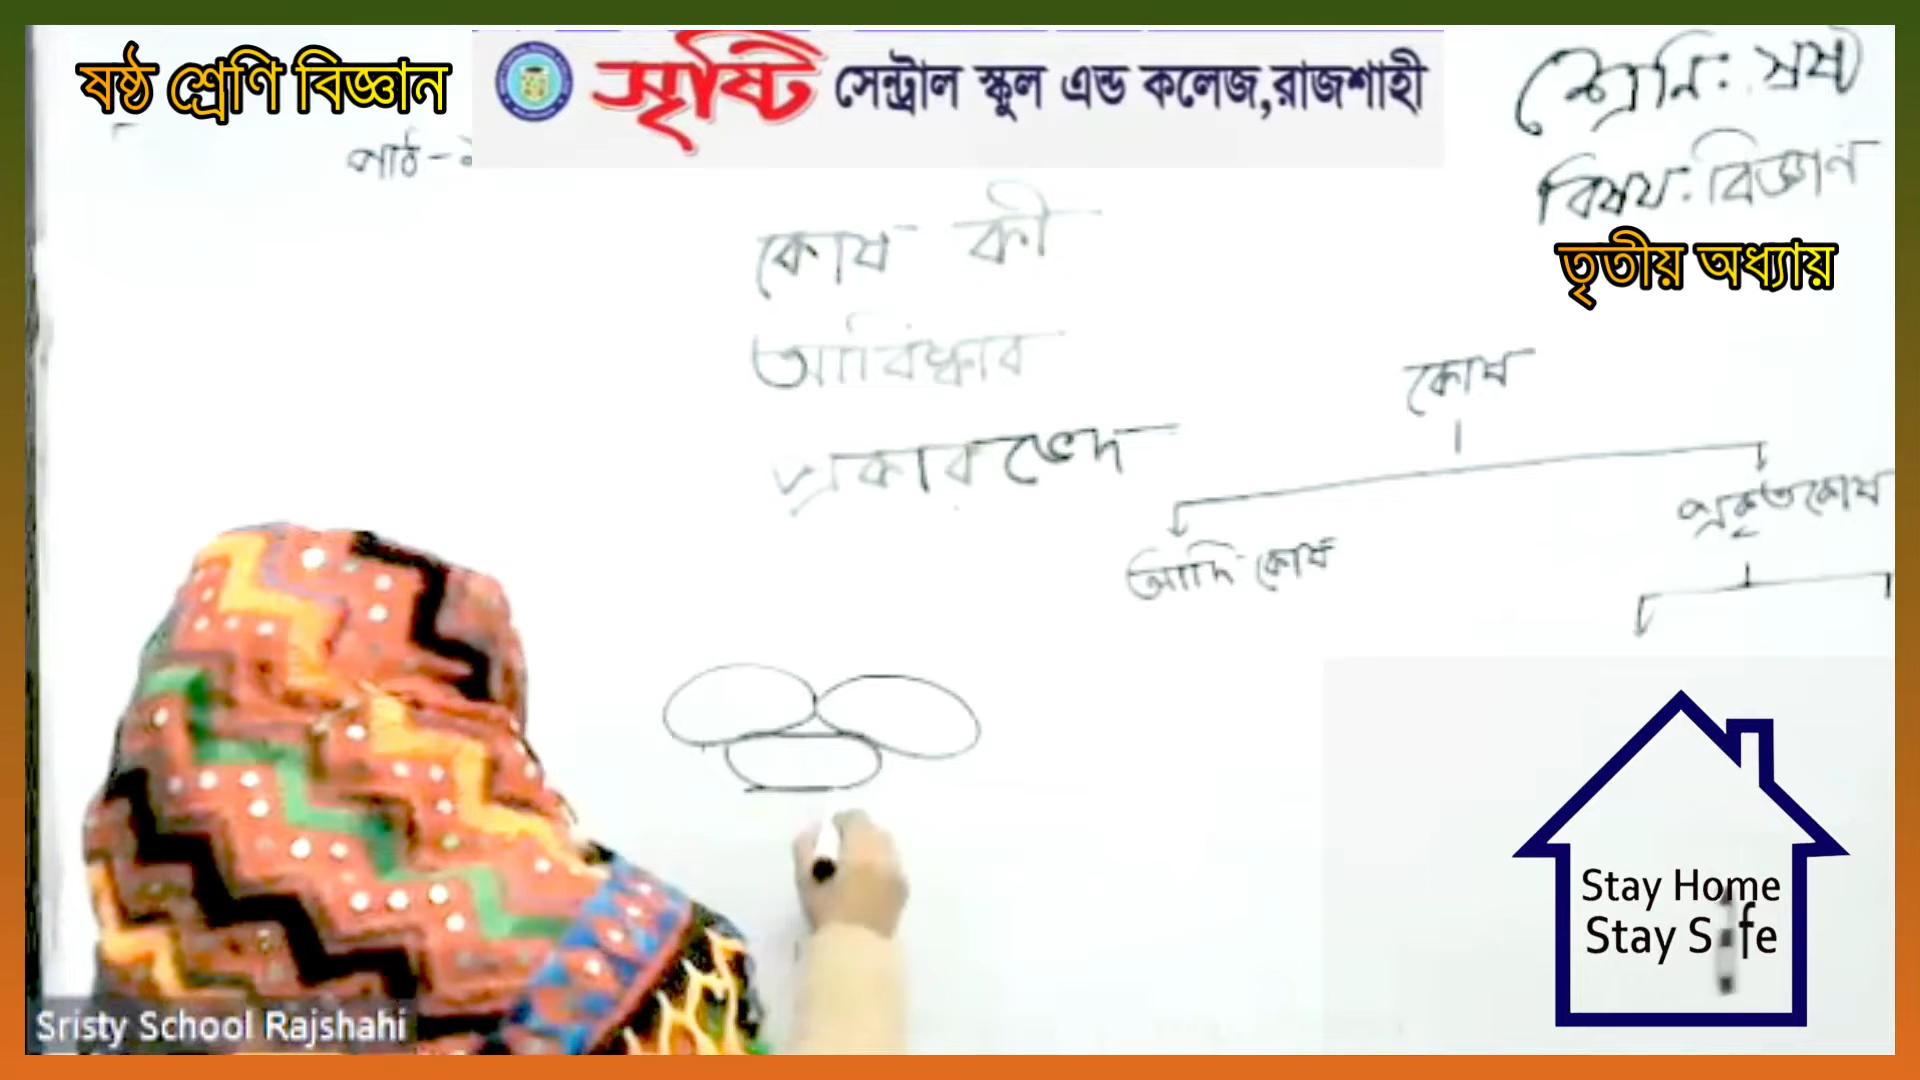 ষষ্ঠ শ্রেণি বিজ্ঞান
সৃষ্টি সেন্ট্রাল স্কুল এন্ড কলেজ,রাজশাহী
শ্রেণি: ষষ্ঠ
পাঠ-
বিষয়: বিজ্ঞান
তৃতীয় অধ্যায়
কোষ কী
আবিষ্কার
প্রকারভেদ
কোষ
আদি কোষ
প্রকৃতকোষ
Stay Home
Stay Safe
Sristy School Rajshahi